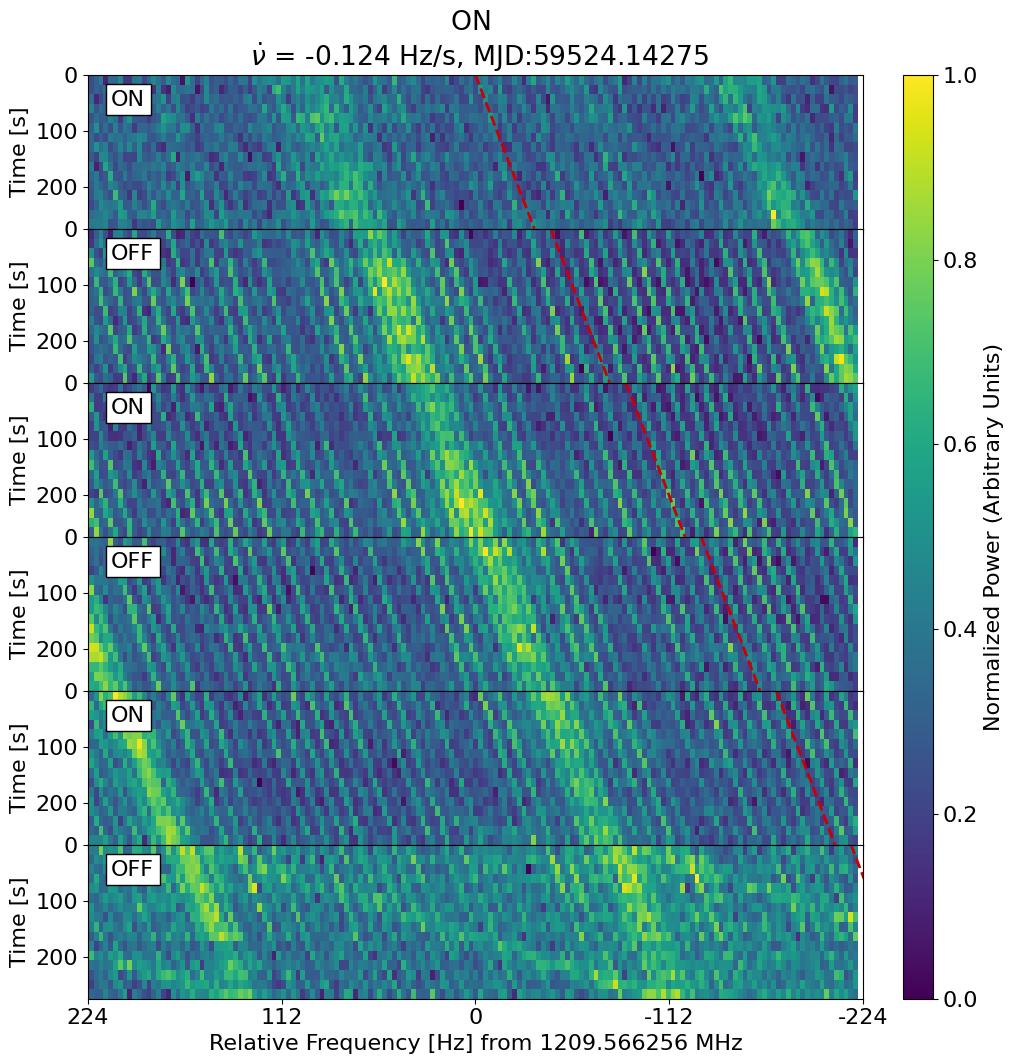 ON
ν̇ = -0.124 Hz/s, MJD:59524.14275
0
ON
100
Time [s]
200
0
OFF
100
Time [s]
200
0
ON
100
Time [s]
200
0
OFF
100
Time [s]
200
0
ON
100
Time [s]
200
0
OFF
100
Time [s]
200
224 112 0 -112 -224
Relative Frequency [Hz] from 1209.566256 MHz
1.0
0.8
0.6
0.4
0.2
0.0
Normalized Power (Arbitrary Units)